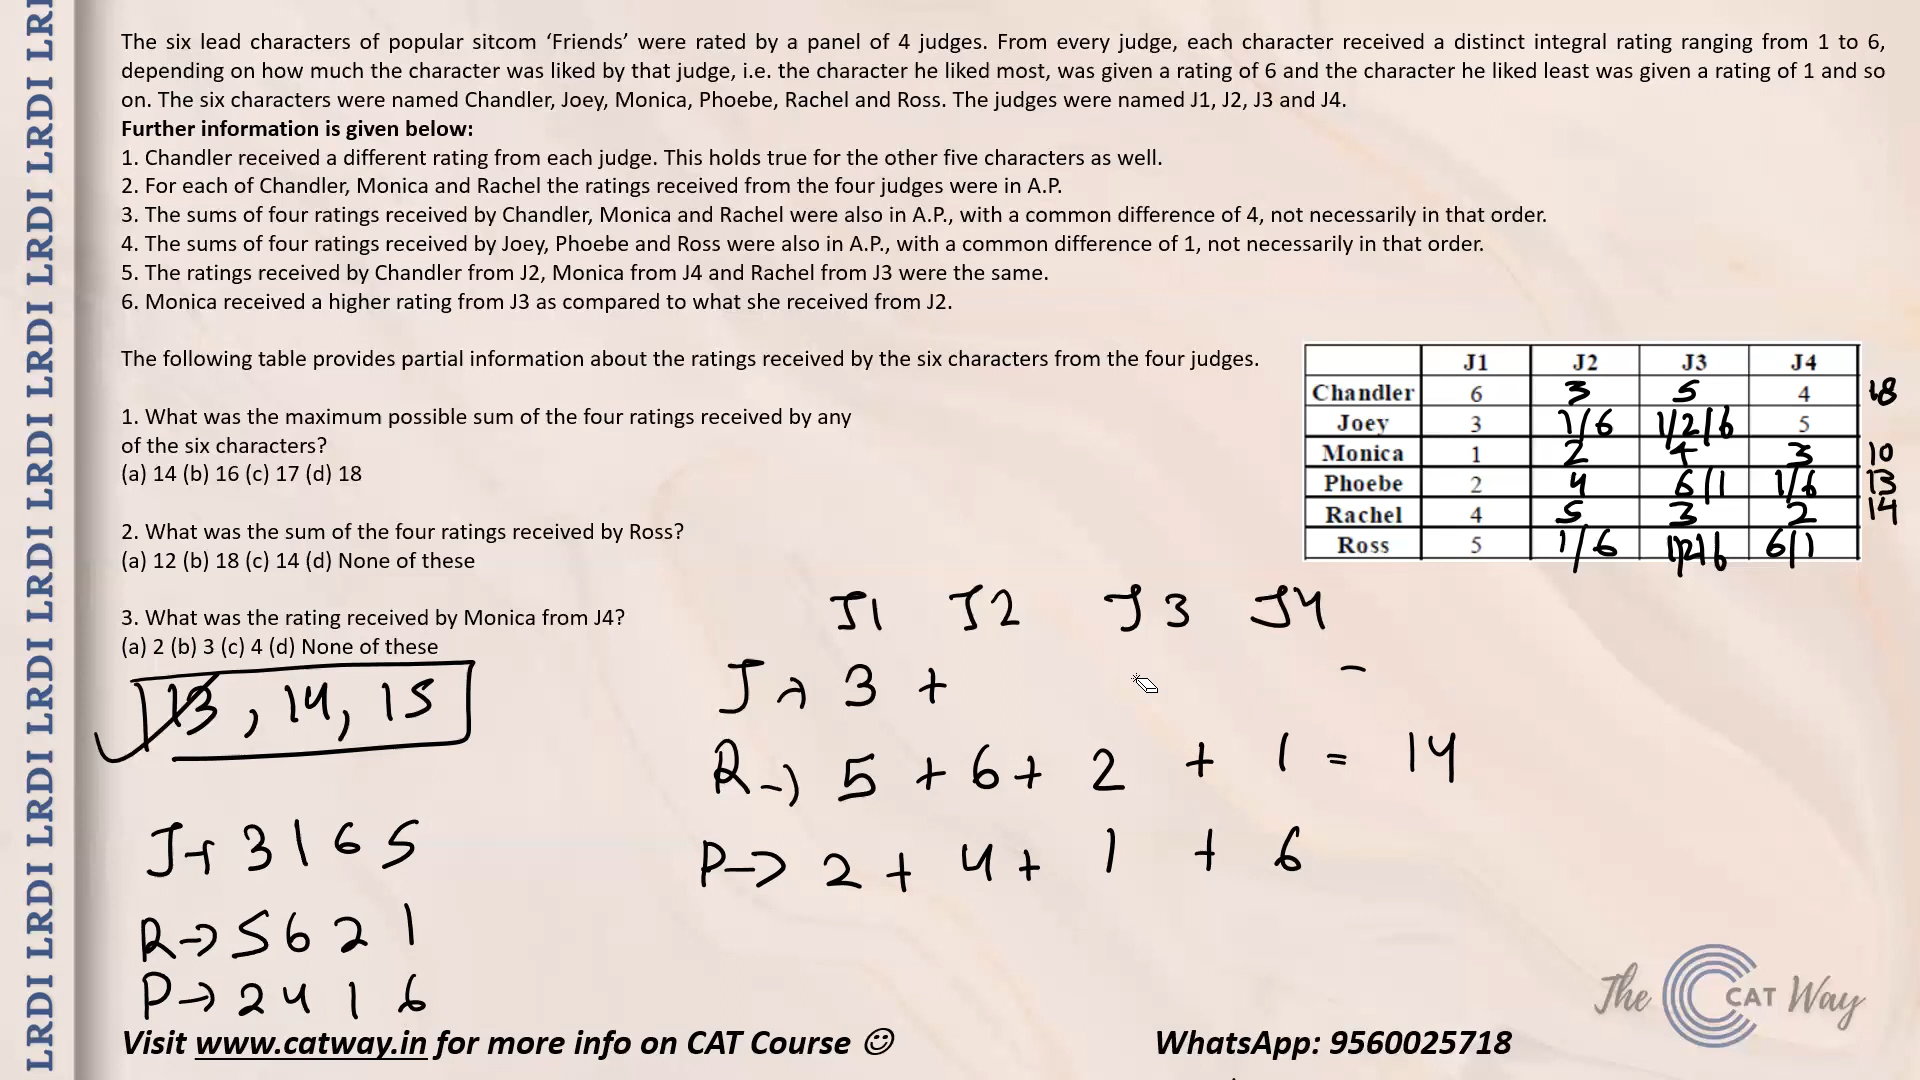 LRDI LRDI LRDI LRDI LRDI LRDI LRDI LRDI LRDI LRI
The six lead characters of popular sitcom ‘Friends’ were rated by a panel of 4 judges. From every judge, each character received a distinct integral rating ranging from 1 to 6,
depending on how much the character was liked by that judge, i.e. the character he liked most, was given a rating of 6 and the character he liked least was given a rating of 1 and so
on. The six characters were named Chandler, Joey, Monica, Phoebe, Rachel and Ross. The judges were named J1, J2, J3 and J4.
Further information is given below:
1. Chandler received a different rating from each judge. This holds true for the other five characters as well.
2. For each of Chandler, Monica and Rachel the ratings received from the four judges were in A.P.
3. The sums of four ratings received by Chandler, Monica and Rachel were also in A.P., with a common difference of 4, not necessarily in that order.
4. The sums of four ratings received by Joey, Phoebe and Ross were also in A.P., with a common difference of 1, not necessarily in that order.
5. The ratings received by Chandler from J2, Monica from J4 and Rachel from J3 were the same.
6. Monica received a higher rating from J3 as compared to what she received from J2.
The following table provides partial information about the ratings received by the six characters from the four judges.
1. What was the maximum possible sum of the four ratings received by any
of the six characters?
(a) 14 (b) 16 (c) 17 (d) 18
2. What was the sum of the four ratings received by Ross?
(a) 12 (b) 18 (c) 14 (d) None of these
3. What was the rating received by Monica from J4?
(a) 2 (b) 3 (c) 4 (d) None of these
J1 J2 J3 J4
Chandler 6 3 5 4 18
Joey 3 1/6 1/2/6 5
Monica 1 2 4 3 10
Phoebe 2 4 6/1 1/6 13
Rachel 4 5 3 2 14
Ross 5 1/6 6/1
J1 J2 J3 J4
J → 3 + -
R → 5 + 6 + 2 + 1 = 14
P → 2 + 4 + 1 + 6
13, 14, 15
J → 3 1 6 5
R → 5 6 2 1
P → 2 4 1 6
The CAT Way
Visit www.catway.in for more info on CAT Course ☺
WhatsApp: 9560025718